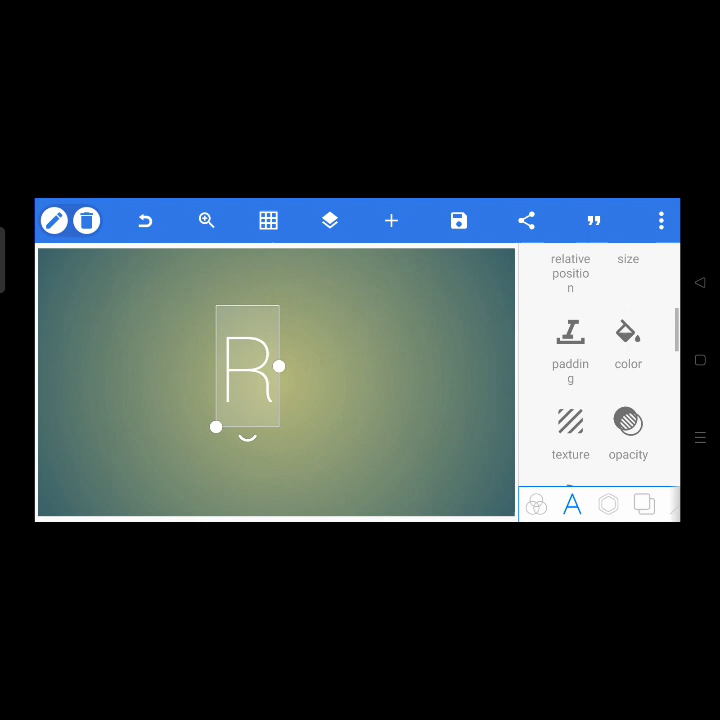 R
relative
positio
n
size
paddin
g
color
texture
opacity
A